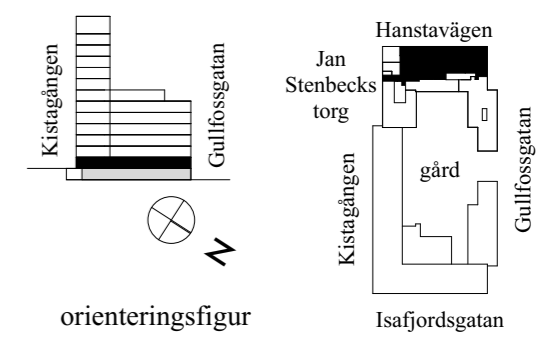 Kistagången
Gullfossgatan
N
orienteringsfigur
Hanstavägen
Jan
Stenbecks
torg
Kistagången
gård
Gullfossgatan
Isafjordsgatan